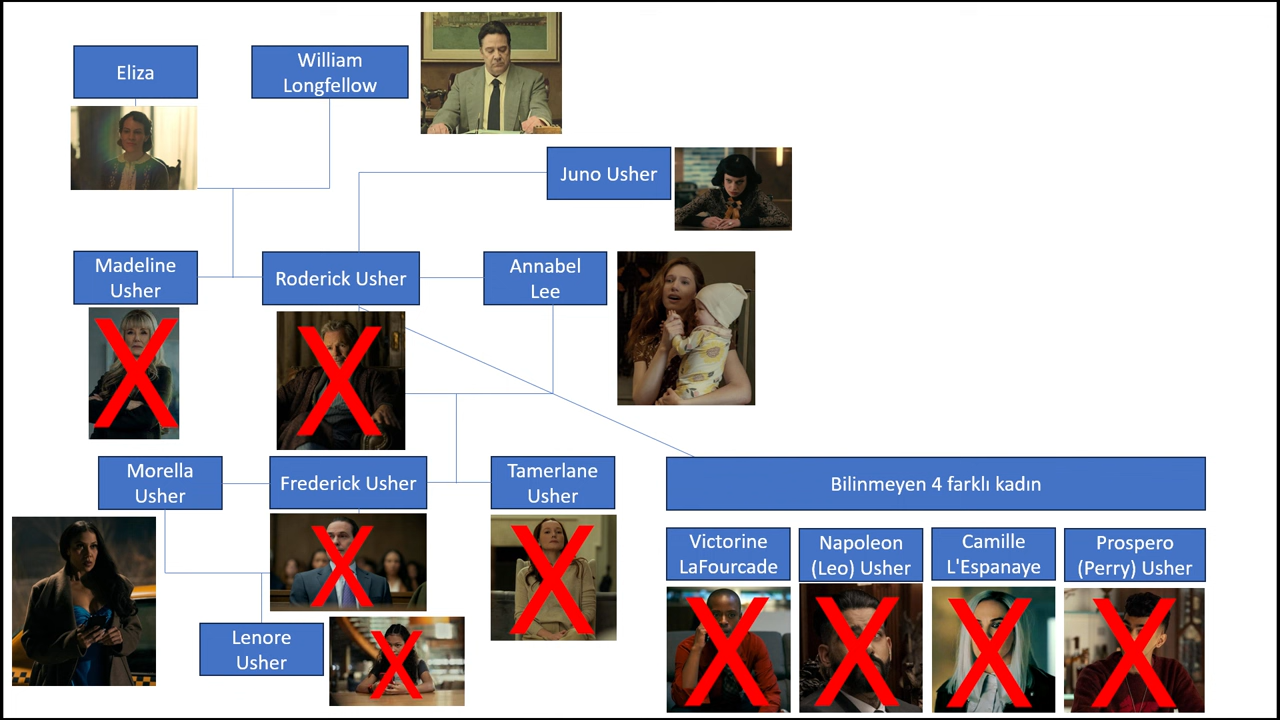 Eliza
William
Longfellow
Juno Usher
Madeline
Usher
Roderick Usher
Annabel
Lee
Morella
Usher
Frederick Usher
Tamerlane
Usher
Bilinmeyen 4 farklı kadın
Victorine
LaFourcade
Napoleon
(Leo) Usher
Camille
L'Espanaye
Prospero
(Perry) Usher
Lenore
Usher